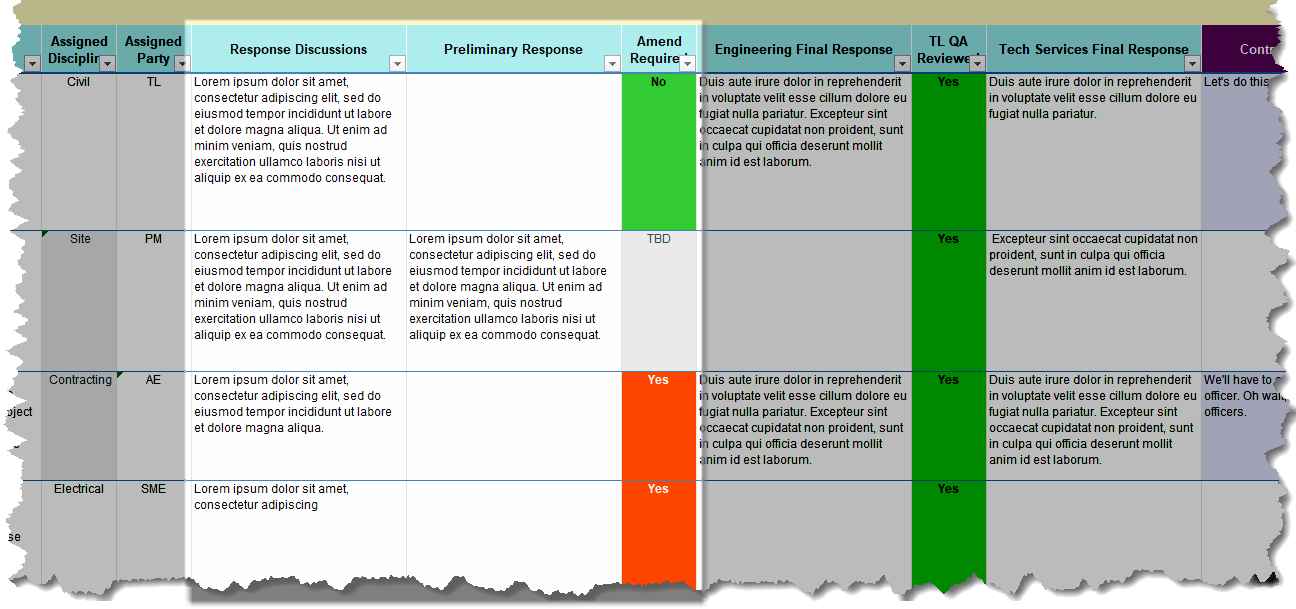 Assigned Disciplin
Assigned Party
Response Discussions
Preliminary Response
Amend Require
Engineering Final Response
TL QA Reviewe
Tech Services Final Response
Contr
Civil
TL
Lorem ipsum dolor sit amet,
consectetur adipiscing elit, sed do
eiusmod tempor incididunt ut labore
et dolore magna aliqua. Ut enim ad
minim veniam, quis nostrud
exercitation ullamco laboris nisi ut
aliquip ex ea commodo consequat.
No
Duis aute irure dolor in reprehenderit
in voluptate velit esse cillum dolore eu
fugiat nulla pariatur. Excepteur sint
occaecat cupidatat non proident, sunt
in culpa qui officia deserunt mollit
anim id est laborum.
Yes
Duis aute irure dolor in reprehenderit
in voluptate velit esse cillum dolore eu
fugiat nulla pariatur.
Let's do this
Site
PM
Lorem ipsum dolor sit amet,
consectetur adipiscing elit, sed do
eiusmod tempor incididunt ut labore
et dolore magna aliqua. Ut enim ad
minim veniam, quis nostrud
exercitation ullamco laboris nisi ut
aliquip ex ea commodo consequat.
Lorem ipsum dolor sit amet,
consectetur adipiscing elit, sed do
eiusmod tempor incididunt ut labore
et dolore magna aliqua. Ut enim ad
minim veniam, quis nostrud
exercitation ullamco laboris nisi ut
aliquip ex ea commodo consequat.
TBD
Yes
Excepteur sint occaecat cupidatat non
proident, sunt in culpa qui officia
deserunt mollit anim id est laborum.
oject
Contracting
AE
Lorem ipsum dolor sit amet,
consectetur adipiscing elit, sed do
eiusmod tempor incididunt ut labore
et dolore magna aliqua.
Yes
Duis aute irure dolor in reprehenderit
in voluptate velit esse cillum dolore eu
fugiat nulla pariatur. Excepteur sint
occaecat cupidatat non proident, sunt
in culpa qui officia deserunt mollit
anim id est laborum.
Yes
Duis aute irure dolor in reprehenderit
in voluptate velit esse cillum dolore eu
fugiat nulla pariatur. Excepteur sint
occaecat cupidatat non proident, sunt
in culpa qui officia deserunt mollit
anim id est laborum.
We'll have to
officer. Oh wait,
officers.
se
Electrical
SME
Lorem ipsum dolor sit amet,
consectetur adipiscing
Yes
Yes